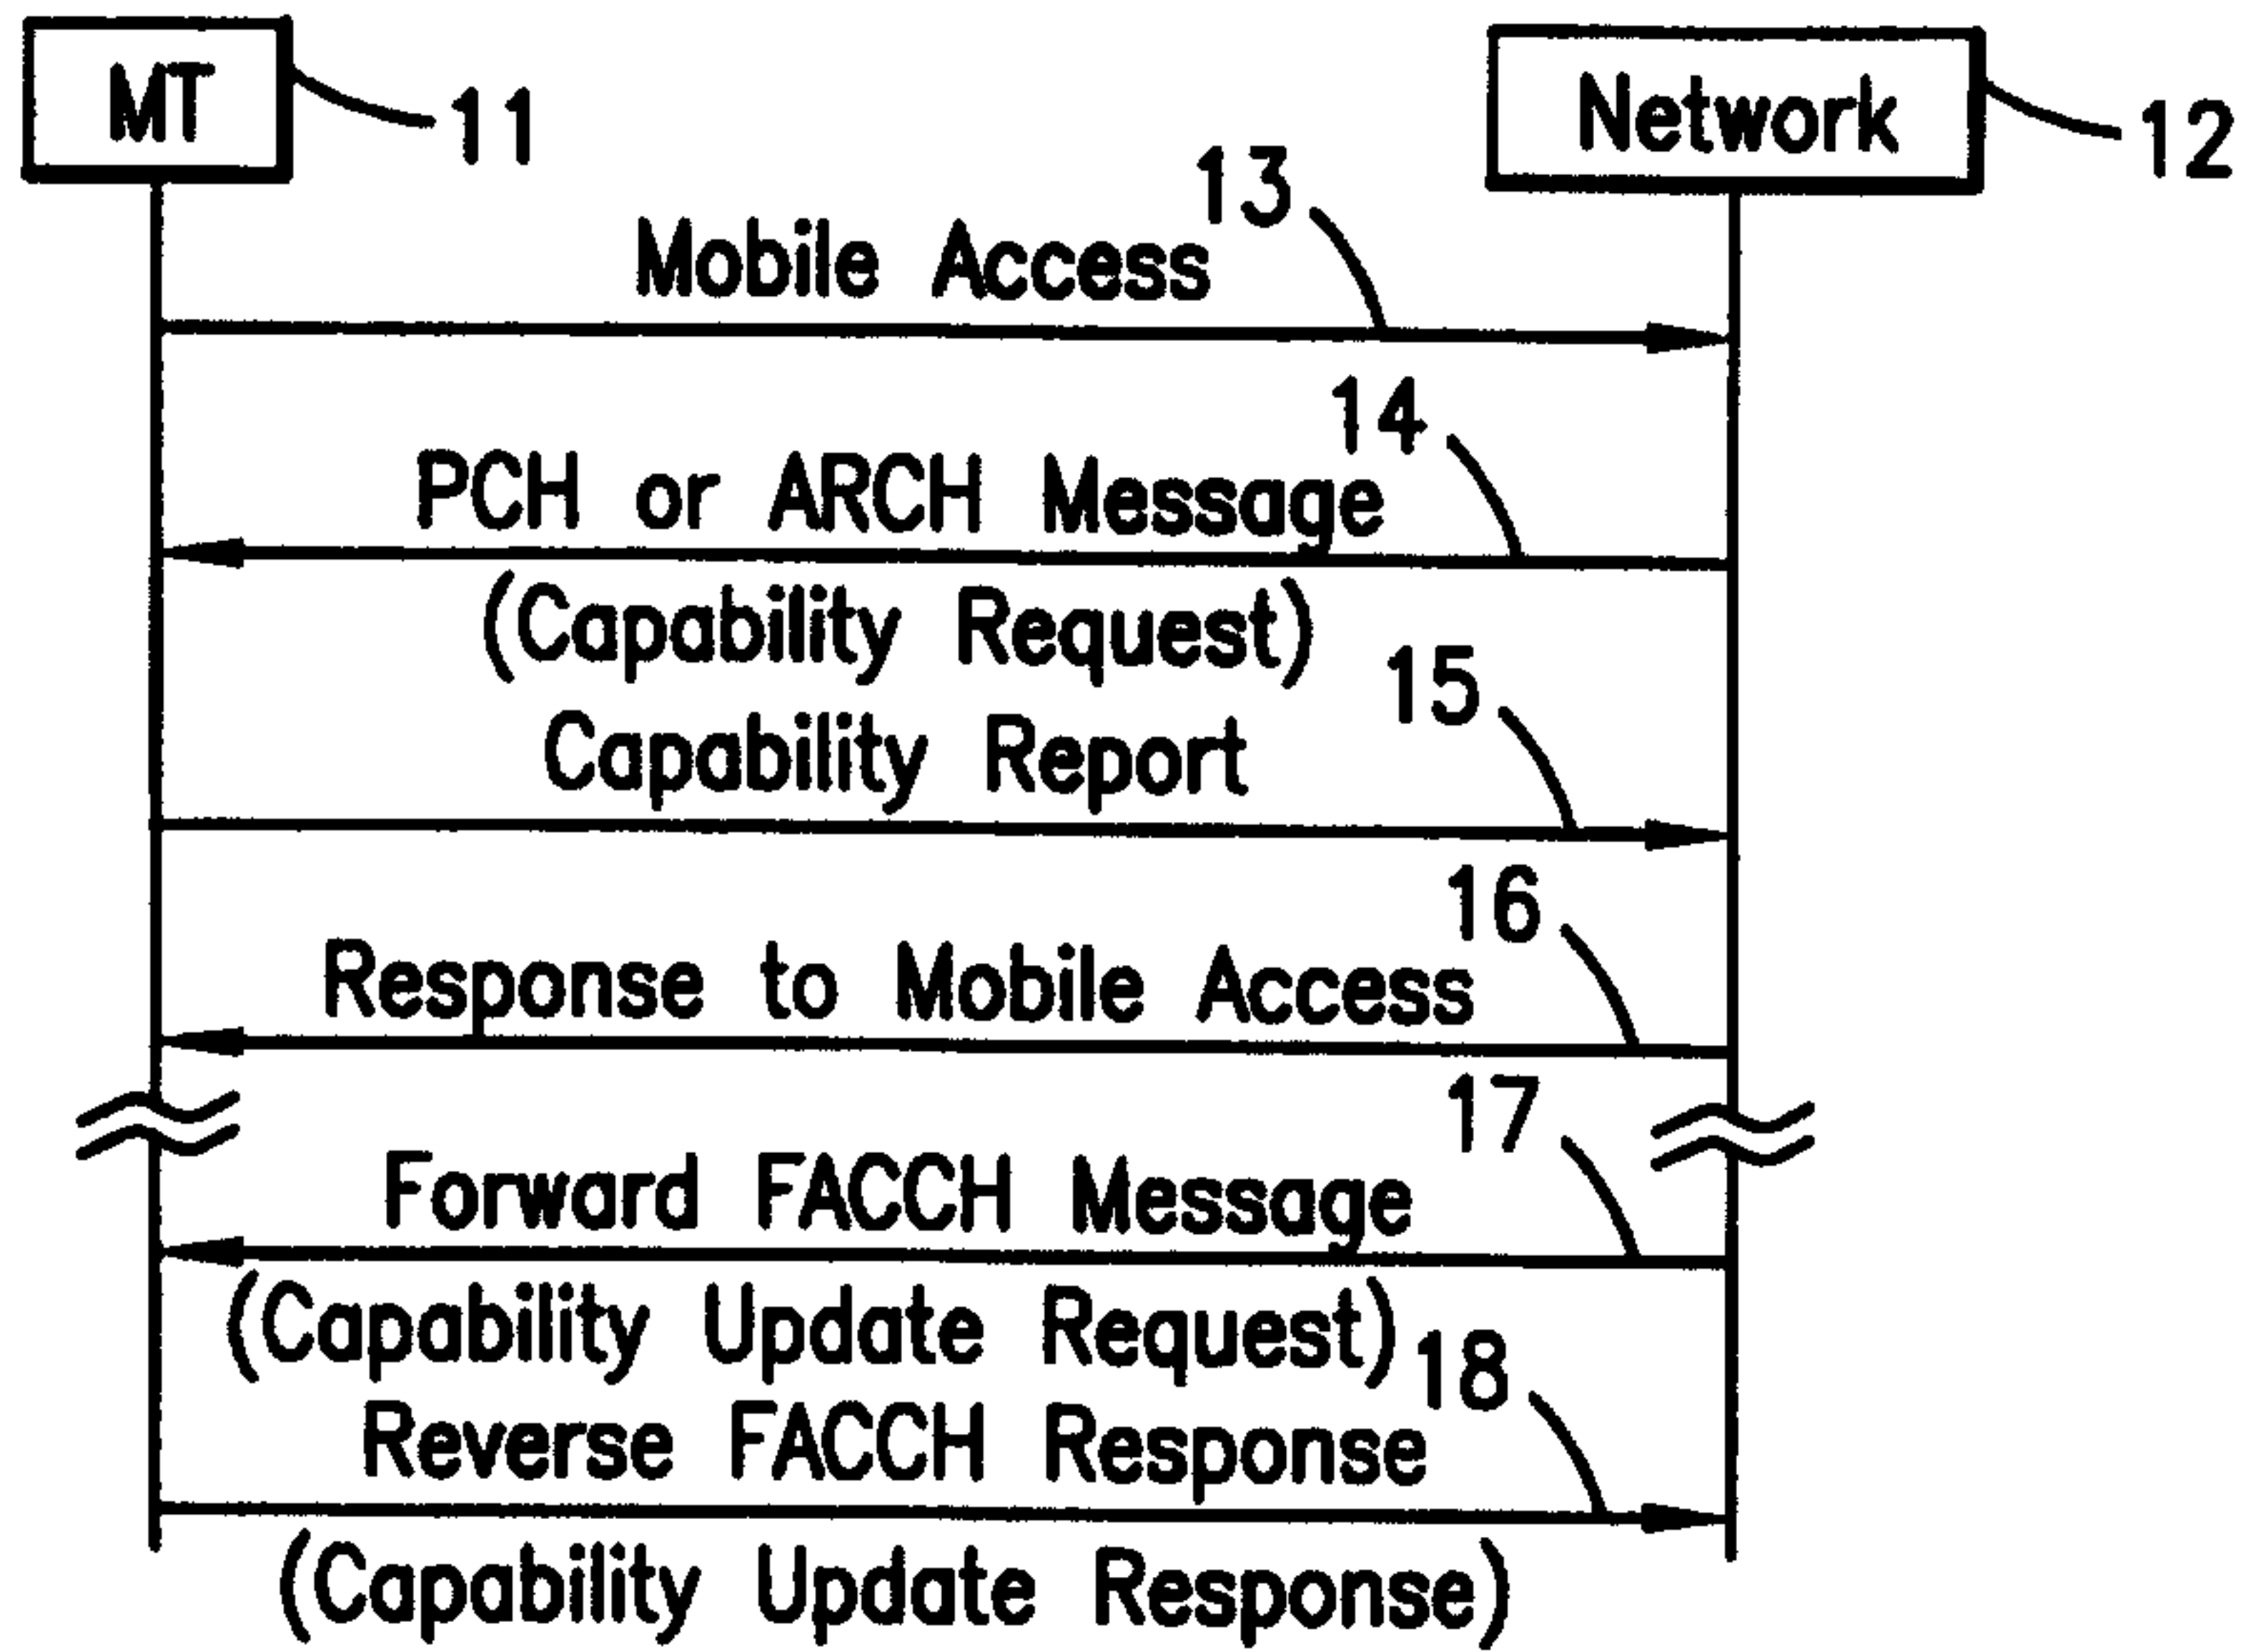 MT
11
Network
12
13
Mobile Access
14
PCH or ARCH Message
(Capability Request)
15
Capability Report
16
Response to Mobile Access
17
Forward FACCH Message
(Capability Update Request)
18
Reverse FACCH Response
(Capability Update Response)